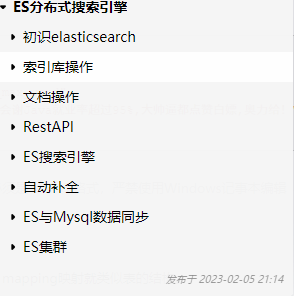 ES分布式搜索引擎
初识elasticsearch
索引库操作
文档操作
RestAPI
ES搜索引擎
自动补全
ES与Mysql数据同步
ES集群
发布于 2023-02-05 21:14